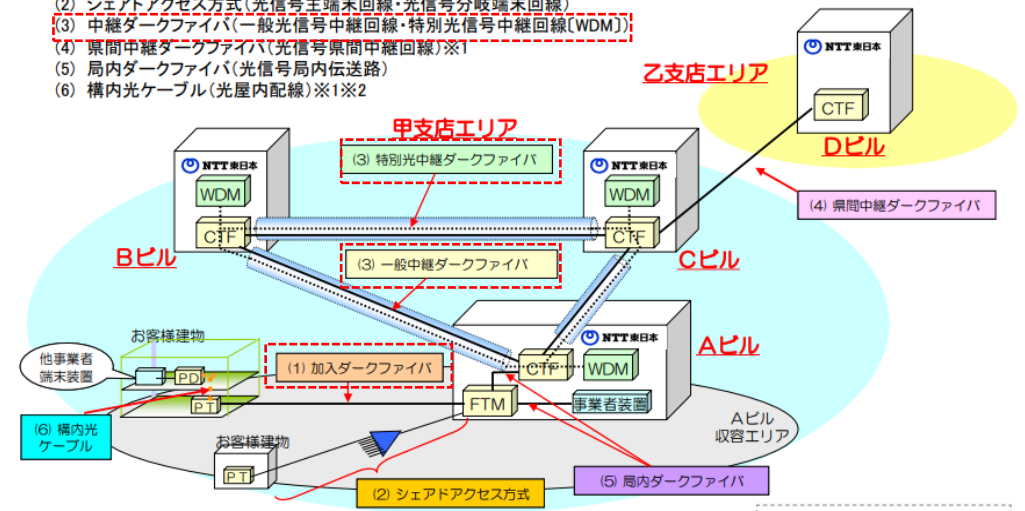 (2) シェアドアクセス方式(光信号主端末回線・光信号分岐端末回線)
(3) 中継ダークファイバ(一般光信号中継回線・特別光信号中継回線〔WDM〕)
(4) 県間中継ダークファイバ(光信号県間中継回線)※1
(5) 局内ダークファイバ(光信号局内伝送路)
(6) 構内光ケーブル(光屋内配線)※1※2
NTT東日本
乙支店エリア
CTF
Dビル
甲支店エリア
(3) 特別光中継ダークファイバ
NTT東日本
NTT東日本
WDM
WDM
(4) 県間中継ダークファイバ
CTF
CTF
Bビル
(3) 一般中継ダークファイバ
Cビル
お客様建物
NTT東日本
Aビル
他事業者
端末装置
PD
(1) 加入ダークファイバ
CTF
WDM
PT
FTM
事業者装置
(6) 構内光
ケーブル
Aビル
収容エリア
お客様建物
PT
(5) 局内ダークファイバ
(2) シェアドアクセス方式